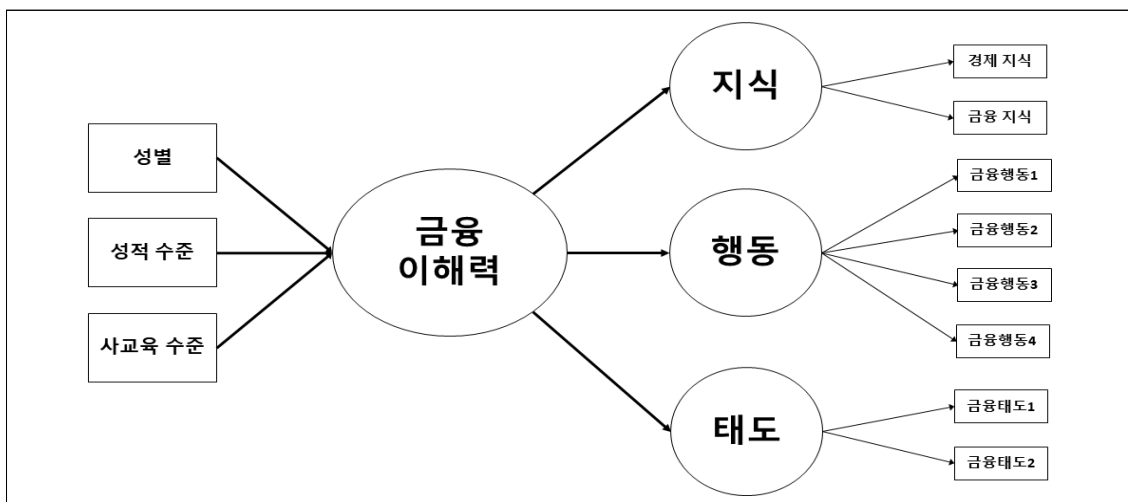 성별
성적 수준
사교육 수준
금융
이해력
지식
행동
태도
경제 지식
금융 지식
금융행동1
금융행동2
금융행동3
금융행동4
금융태도1
금융태도2